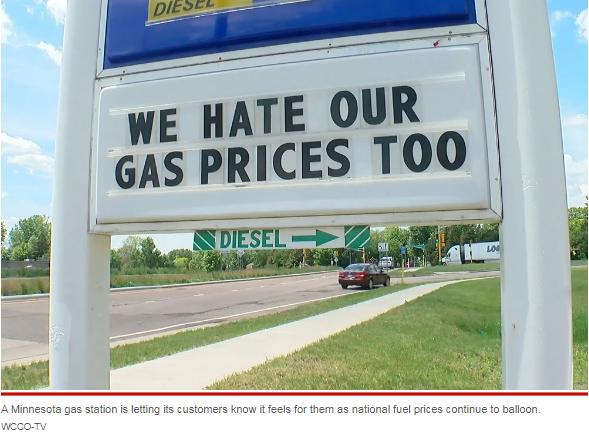 DIESEL
WE HATE OUR
GAS PRICES TOO
DIESEL
A Minnesota gas station is letting its customers know it feels for them as national fuel prices continue to balloon.
WCCO-TV